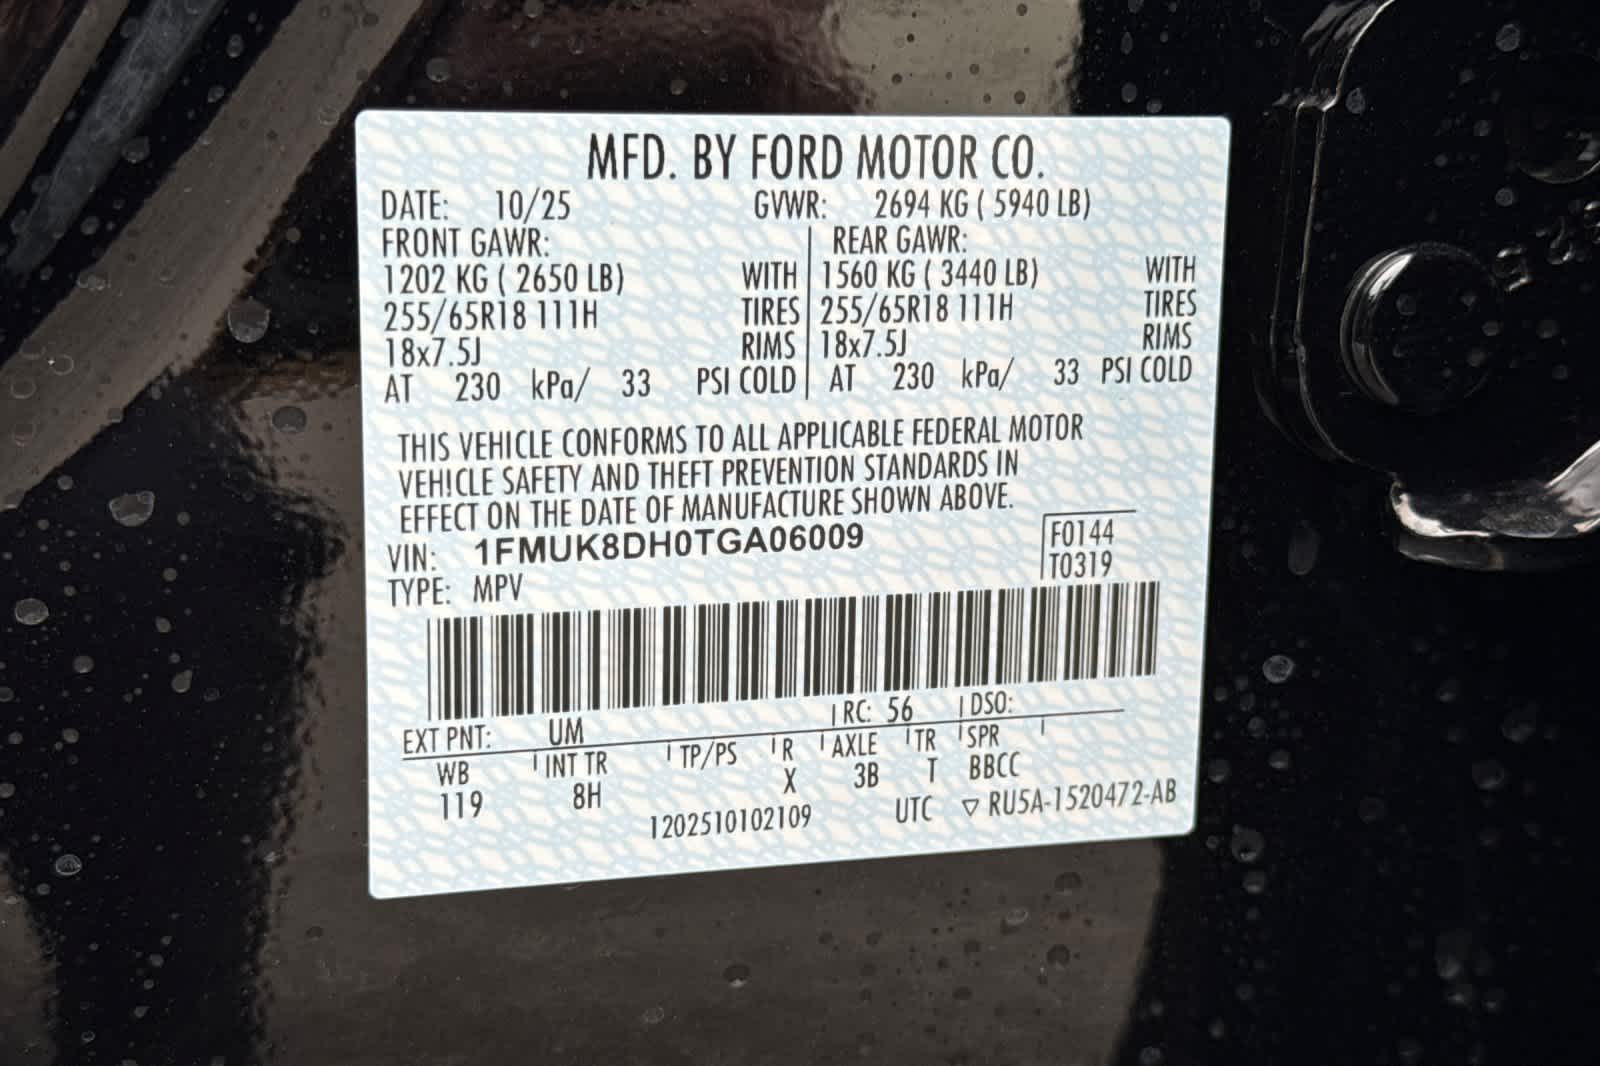 MFD. BY FORD MOTOR CO.
DATE: 10/25 GVWR: 2694 KG ( 5940 LB)
FRONT GAWR: REAR GAWR:
1202 KG ( 2650 LB) WITH 1560 KG ( 3440 LB) WITH
255/65R18 111H TIRES 255/65R18 111H TIRES
18x7.5J RIMS 18x7.5J RIMS
AT 230 kPa/ 33 PSI COLD AT 230 kPa/ 33 PSI COLD
THIS VEHICLE CONFORMS TO ALL APPLICABLE FEDERAL MOTOR
VEHICLE SAFETY AND THEFT PREVENTION STANDARDS IN
EFFECT ON THE DATE OF MANUFACTURE SHOWN ABOVE.
VIN: 1FMUK8DH0TGA06009 F0144
TYPE: MPV T0319
EXT PNT: UM RC: 56 DSO:
WB INT TR TP/PS R AXLE TR SPR
119 8H X 3B T BBCC
1202510102109 UTC ▽ RU5A-1520472-AB